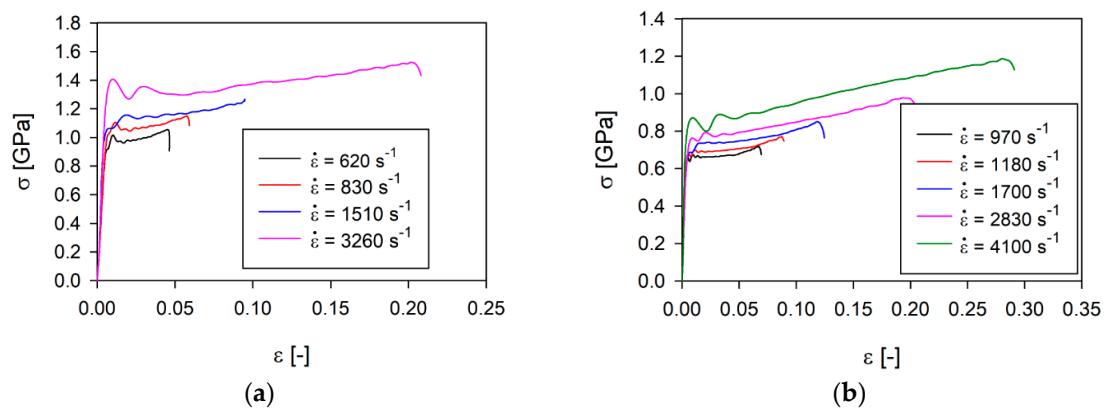 1.8
1.6
1.4
1.2
1.0
0.8
0.6
0.4
0.2
0.0
σ [GPa]
ε̇ = 620 s⁻¹
ε̇ = 830 s⁻¹
ε̇ = 1510 s⁻¹
ε̇ = 3260 s⁻¹
0.00 0.05 0.10 0.15 0.20 0.25
ε [-]
(a)
1.4
1.2
1.0
0.8
0.6
0.4
0.2
0.0
σ [GPa]
ε̇ = 970 s⁻¹
ε̇ = 1180 s⁻¹
ε̇ = 1700 s⁻¹
ε̇ = 2830 s⁻¹
ε̇ = 4100 s⁻¹
0.00 0.05 0.10 0.15 0.20 0.25 0.30 0.35
ε [-]
(b)